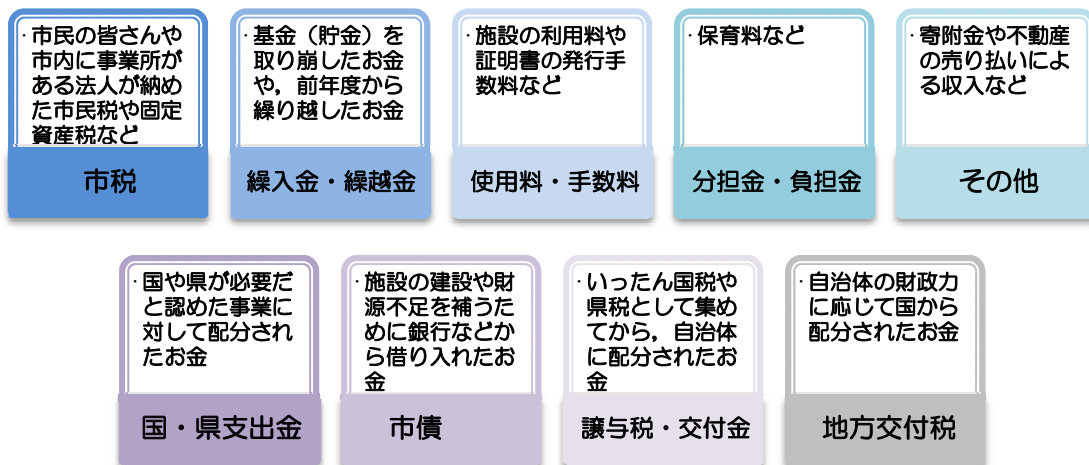 ・市民の皆さんや
市内に事業所が
ある法人が納め
た市民税や固定
資産税など
市税
・基金（貯金）を
取り崩したお金
や，前年度から
繰り越したお金
繰入金・繰越金
・施設の利用料や
証明書の発行手
数料など
使用料・手数料
・保育料など
分担金・負担金
・寄附金や不動産
の売り払いによ
る収入など
その他
・国や県が必要だ
と認めた事業に
対して配分され
たお金
国・県支出金
・施設の建設や財
源不足を補うた
めに銀行などか
ら借り入れたお
金
市債
・いったん国税や
県税として集め
てから，自治体
に配分されたお
金
譲与税・交付金
・自治体の財政力
に応じて国から
配分されたお金
地方交付税